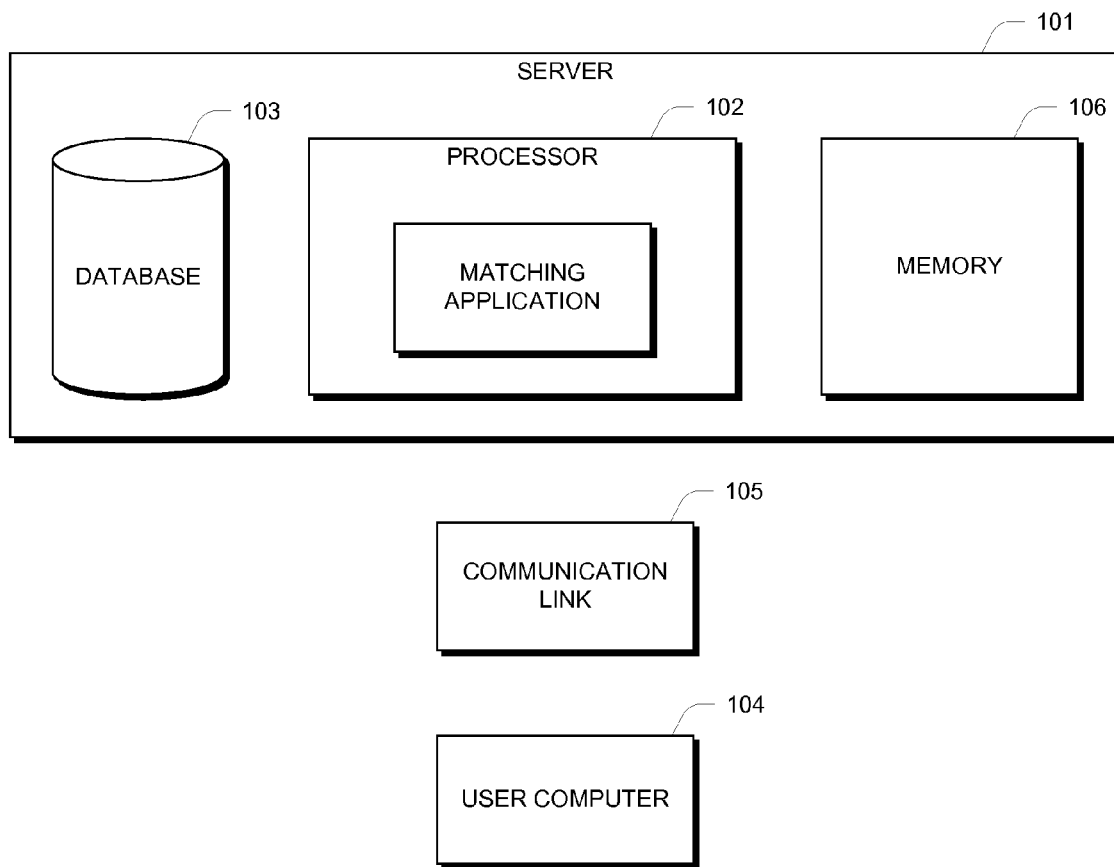 101
SERVER
103
102
106
PROCESSOR
DATABASE
MATCHING
APPLICATION
MEMORY
105
COMMUNICATION
LINK
104
USER COMPUTER